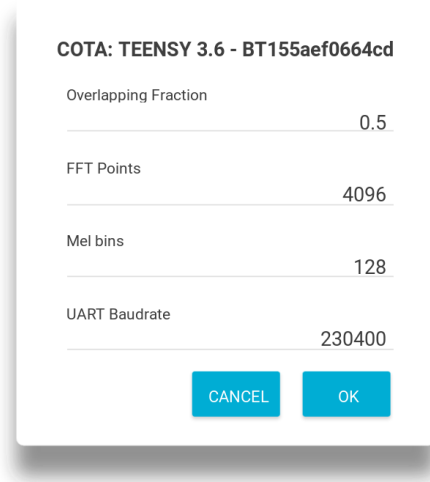 COTA: TEENSY 3.6 - BT155aef0664cd
Overlapping Fraction
0.5
FFT Points
4096
Mel bins
128
UART Baudrate
230400
CANCEL OK